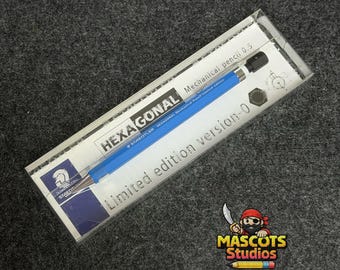 HEXAGONAL
Mechanical pencil 0.5
Limited edition version-0
STAEDTLER
MASCOTS
Studios